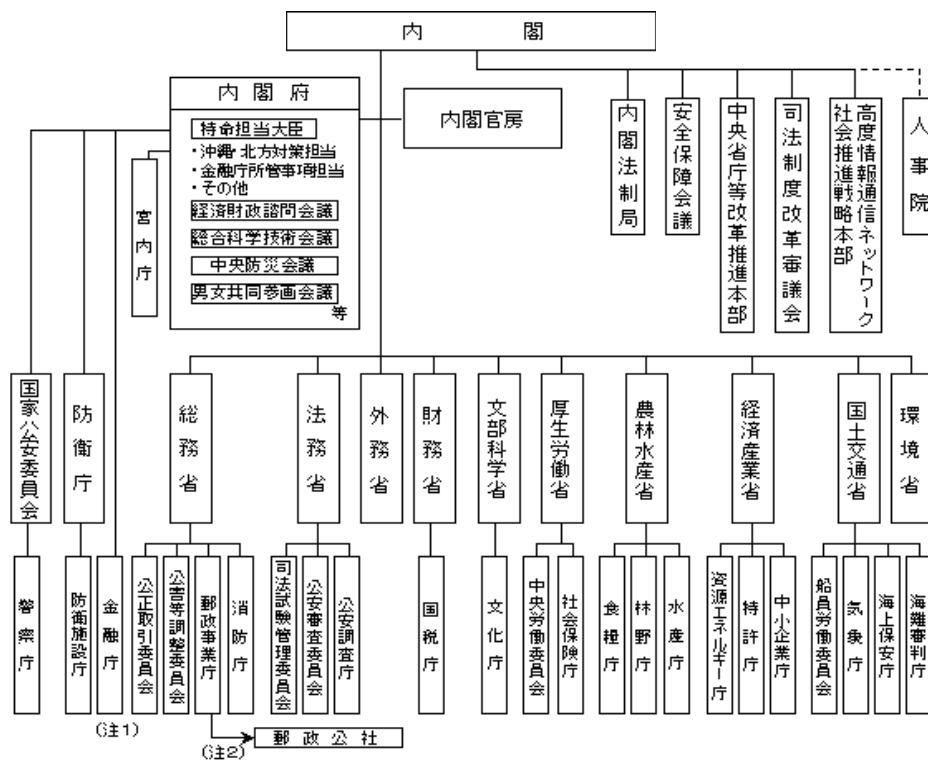 内閣
内閣府
特命担当大臣
・沖縄・北方対策担当
・金融庁所管事項担当
・その他
経済財政諮問会議
総合科学技術会議
中央防災会議
男女共同参画会議
等
内閣官房
内閣法制局
安全保障会議
中央省庁等改革推進本部
司法制度改革審議会
高度情報通信ネットワーク
社会推進戦略本部
人事院
宮内庁
国家公安委員会
防衛庁
総務省
法務省
外務省
財務省
文部科学省
厚生労働省
農林水産省
経済産業省
国土交通省
環境省
警察庁
防衛施設庁
金融庁
公正取引委員会
公害等調整委員会
郵政事業庁
消防庁
司法試験管理委員会
公安審査委員会
公安調査庁
国税庁
文化庁
中央労働委員会
社会保険庁
食糧庁
林野庁
水産庁
資源エネルギー庁
特許庁
中小企業庁
船員労働委員会
気象庁
海上保安庁
海難審判庁
(注1)
(注2)
郵政公社